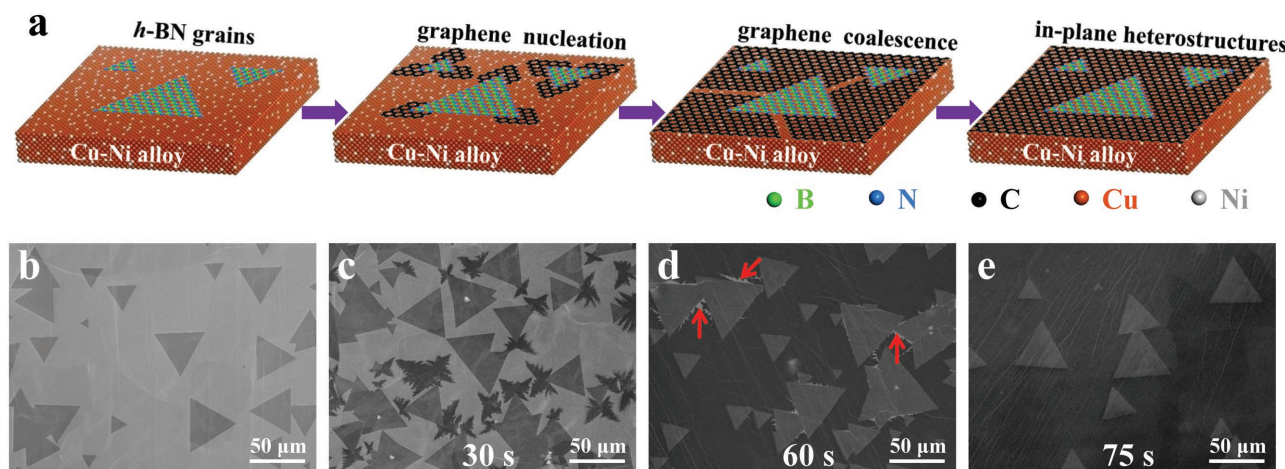 a
h-BN grains
graphene nucleation
graphene coalescence
in-plane heterostructures
Cu-Ni alloy
Cu-Ni alloy
Cu-Ni alloy
Cu-Ni alloy
B N C Cu Ni
b
50 μm
c
30 s
50 μm
d
60 s
50 μm
e
75 s
50 μm